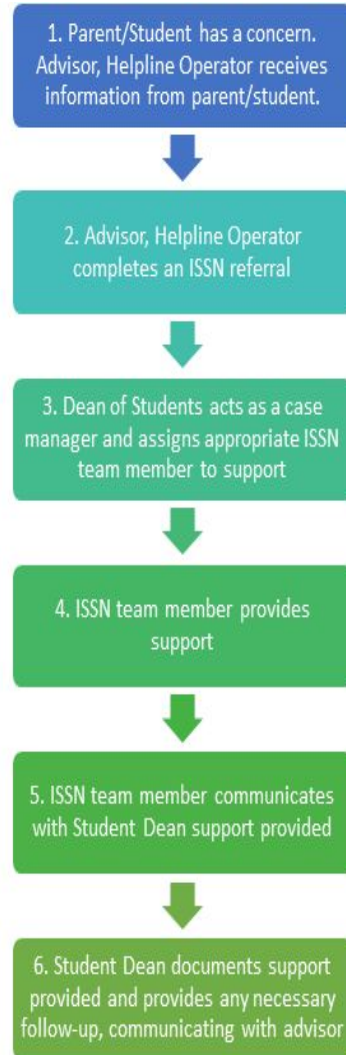 1. Parent/Student has a concern.
Advisor, Helpline Operator receives
information from parent/student.
2. Advisor, Helpline Operator
completes an ISSN referral
3. Dean of Students acts as a case
manager and assigns appropriate ISSN
team member to support
4. ISSN team member provides
support
5. ISSN team member communicates
with Student Dean support provided
6. Student Dean documents support
provided and provides any necessary
follow-up, communicating with advisor